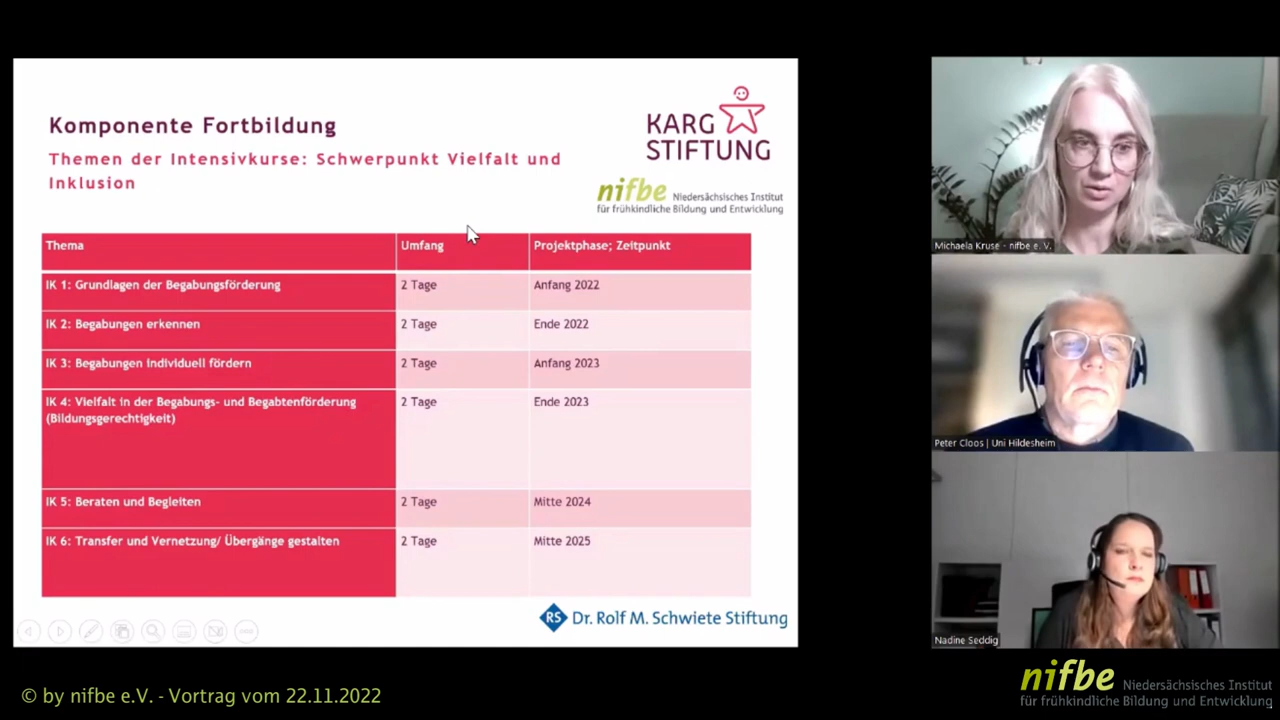 Komponente Fortbildung
Themen der Intensivkurse: Schwerpunkt Vielfalt und
Inklusion
KARG
STIFTUNG
nifbe Niedersächsisches Institut
für frühkindliche Bildung und Entwicklung
Thema Umfang Projektphase; Zeitpunkt
IK 1: Grundlagen der Begabungsförderung 2 Tage Anfang 2022
IK 2: Begabungen erkennen 2 Tage Ende 2022
IK 3: Begabungen individuell fördern 2 Tage Anfang 2023
IK 4: Vielfalt in der Begabungs- und Begabtenförderung 2 Tage Ende 2023
(Bildungsgerechtigkeit)
IK 5: Beraten und Begleiten 2 Tage Mitte 2024
IK 6: Transfer und Vernetzung/ Übergänge gestalten 2 Tage Mitte 2025
RS Dr. Rolf M. Schwiete Stiftung
Michaela Kruse - nifbe e. V.
Peter Cloos | Uni Hildesheim
Nadine Seddig
© by nifbe e.V. - Vortrag vom 22.11.2022
nifbe Niedersächsisches Institut
für frühkindliche Bildung und Entwicklung